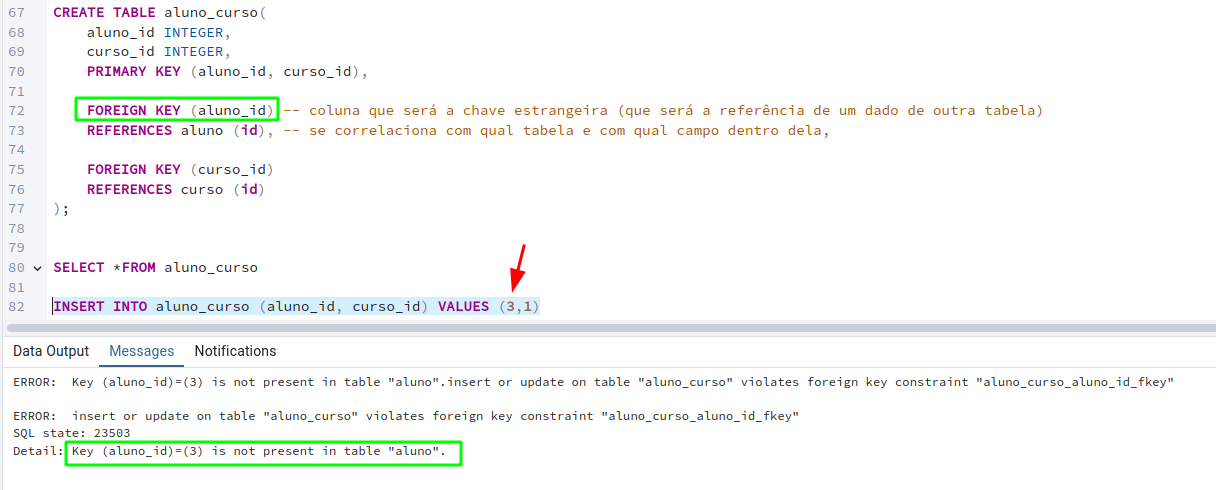 67 CREATE TABLE aluno_curso(
68 aluno_id INTEGER,
69 curso_id INTEGER,
70 PRIMARY KEY (aluno_id, curso_id),
71
72 FOREIGN KEY (aluno_id) -- coluna que será a chave estrangeira (que será a referência de um dado de outra tabela)
73 REFERENCES aluno (id), -- se correlaciona com qual tabela e com qual campo dentro dela,
74
75 FOREIGN KEY (curso_id)
76 REFERENCES curso (id)
77 );
78
79
80 SELECT *FROM aluno_curso
81
82 INSERT INTO aluno_curso (aluno_id, curso_id) VALUES (3,1)
Data Output Messages Notifications
ERROR: Key (aluno_id)=(3) is not present in table "aluno".insert or update on table "aluno_curso" violates foreign key constraint "aluno_curso_aluno_id_fkey"
ERROR: insert or update on table "aluno_curso" violates foreign key constraint "aluno_curso_aluno_id_fkey"
SQL state: 23503
Detail: Key (aluno_id)=(3) is not present in table "aluno".